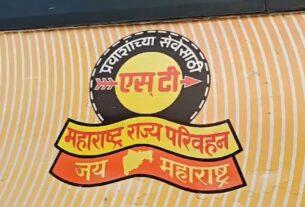 प्रवाशांच्या सेवेसाठी
एस् टी
महाराष्ट्र राज्य परिवहन
जय महाराष्ट्र